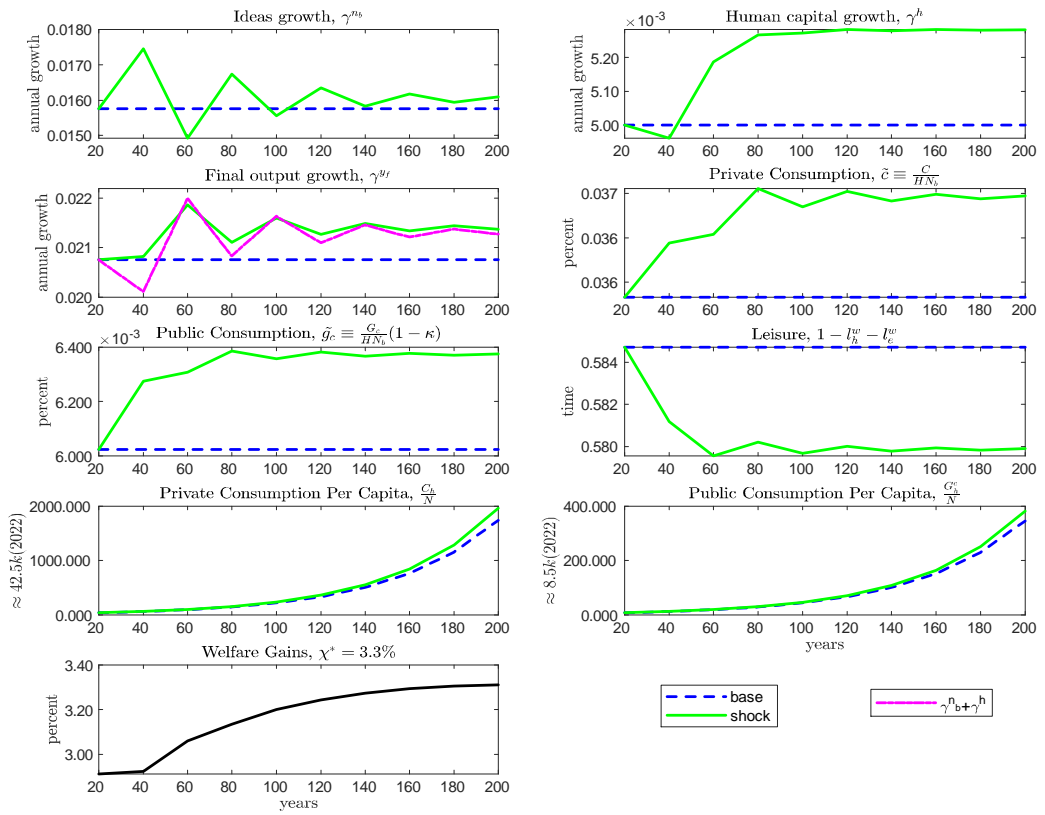 Ideas growth, γ^{n_b}
0.0180
0.0170
0.0160
0.0150
annual growth
20 40 60 80 100 120 140 160 180 200
Human capital growth, γ^h
×10^{-3}
5.20
5.10
5.00
annual growth
20 40 60 80 100 120 140 160 180 200
Final output growth, γ^{y_f}
0.022
0.021
0.020
annual growth
20 40 60 80 100 120 140 160 180 200
Private Consumption, c̃ ≡ C/(HN_b)
0.037
0.036
0.036
percent
20 40 60 80 100 120 140 160 180 200
Public Consumption, g̃_c ≡ G_c/(HN_b)(1 − κ)
×10^{-3}
6.400
6.200
6.000
percent
20 40 60 80 100 120 140 160 180 200
Leisure, 1 − l_h^w − l_e^w
0.584
0.582
0.580
time
20 40 60 80 100 120 140 160 180 200
Private Consumption Per Capita, C_h/N
2000.000
1000.000
0.000
≈ 42.5k(2022)
20 40 60 80 100 120 140 160 180 200
Public Consumption Per Capita, G_h^c/N
400.000
200.000
0.000
≈ 8.5k(2022)
20 40 60 80 100 120 140 160 180 200
years
Welfare Gains, χ* = 3.3%
3.40
3.20
3.00
percent
20 40 60 80 100 120 140 160 180 200
years
base
shock
γ^n_b+γ^h